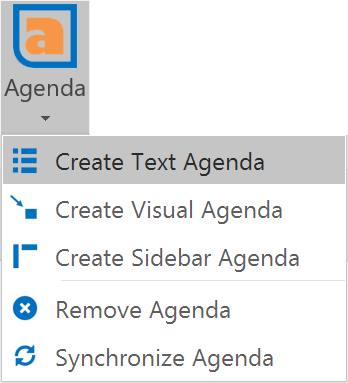 a
Agenda
Create Text Agenda
Create Visual Agenda
Create Sidebar Agenda
Remove Agenda
Synchronize Agenda